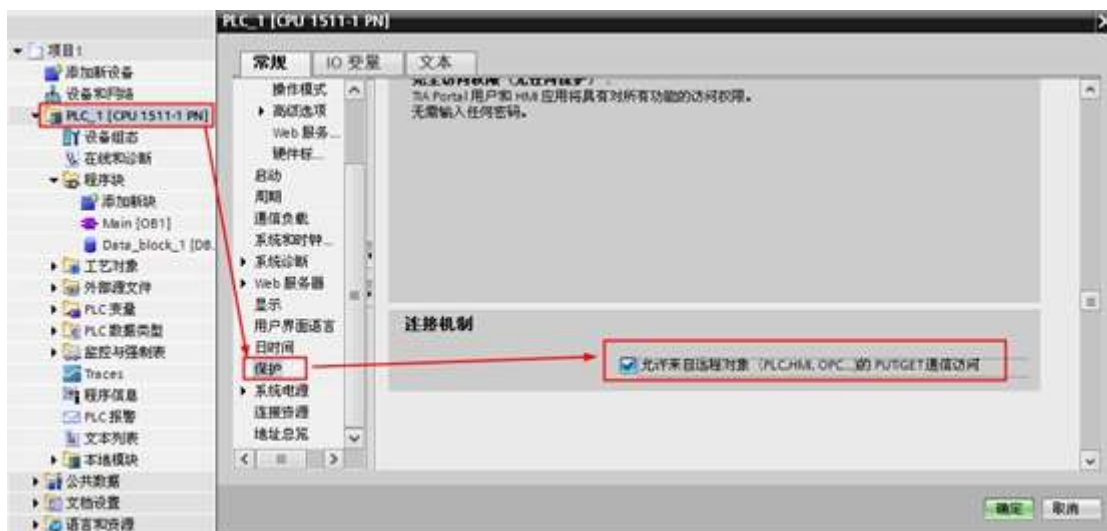 PLC_1 [CPU 1511-1 PN]
项目1
添加新设备
设备和网络
PLC_1 [CPU 1511-1 PN]
设备组态
在线和诊断
程序块
添加新块
Main [OB1]
Data_block_1 [DB.
工艺对象
外部源文件
PLC 变量
PLC 数据类型
监控与强制表
Traces
程序信息
PLC 报警
文本列表
本地模块
公共数据
文档设置
语言和资源
常规
IO 变量
文本
操作模式
高级选项
Web 服务...
硬件标...
启动
周期
通信负载
系统和时钟...
系统诊断
Web 服务器
显示
用户界面语言
日时间
保护
系统电源
连接资源
地址总览
完全访问权限（无任何保护）:
TIA Portal 用户和 HMI 应用将具有对所有功能的访问权限。
无需输入任何密码。
连接机制
允许来自远程对象（PLC,HMI, OPC...）的 PUT/GET 通信访问
确定
取消